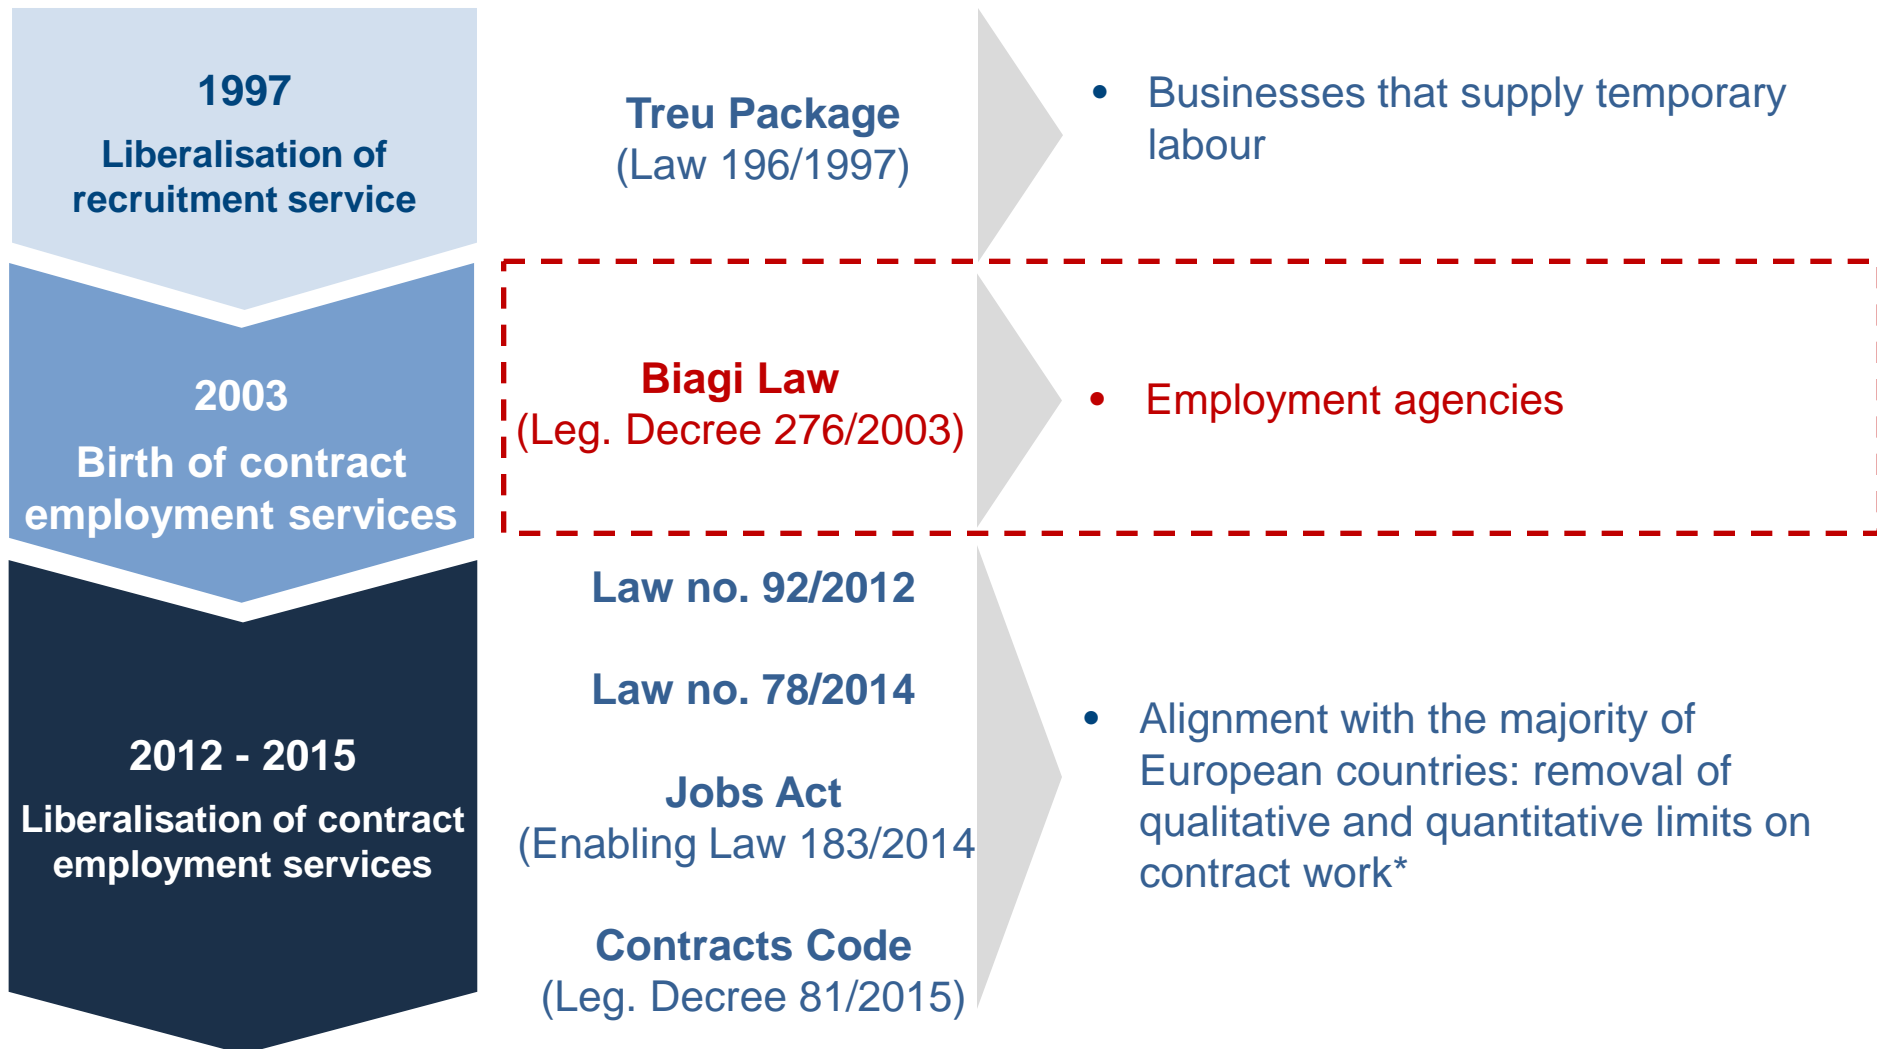 1997
Liberalisation of
recruitment service
Treu Package
(Law 196/1997)
• Businesses that supply temporary
labour
2003
Birth of contract
employment services
Biagi Law
(Leg. Decree 276/2003)
• Employment agencies
2012 - 2015
Liberalisation of contract
employment services
Law no. 92/2012
Law no. 78/2014
Jobs Act
(Enabling Law 183/2014
Contracts Code
(Leg. Decree 81/2015)
• Alignment with the majority of
European countries: removal of
qualitative and quantitative limits on
contract work*